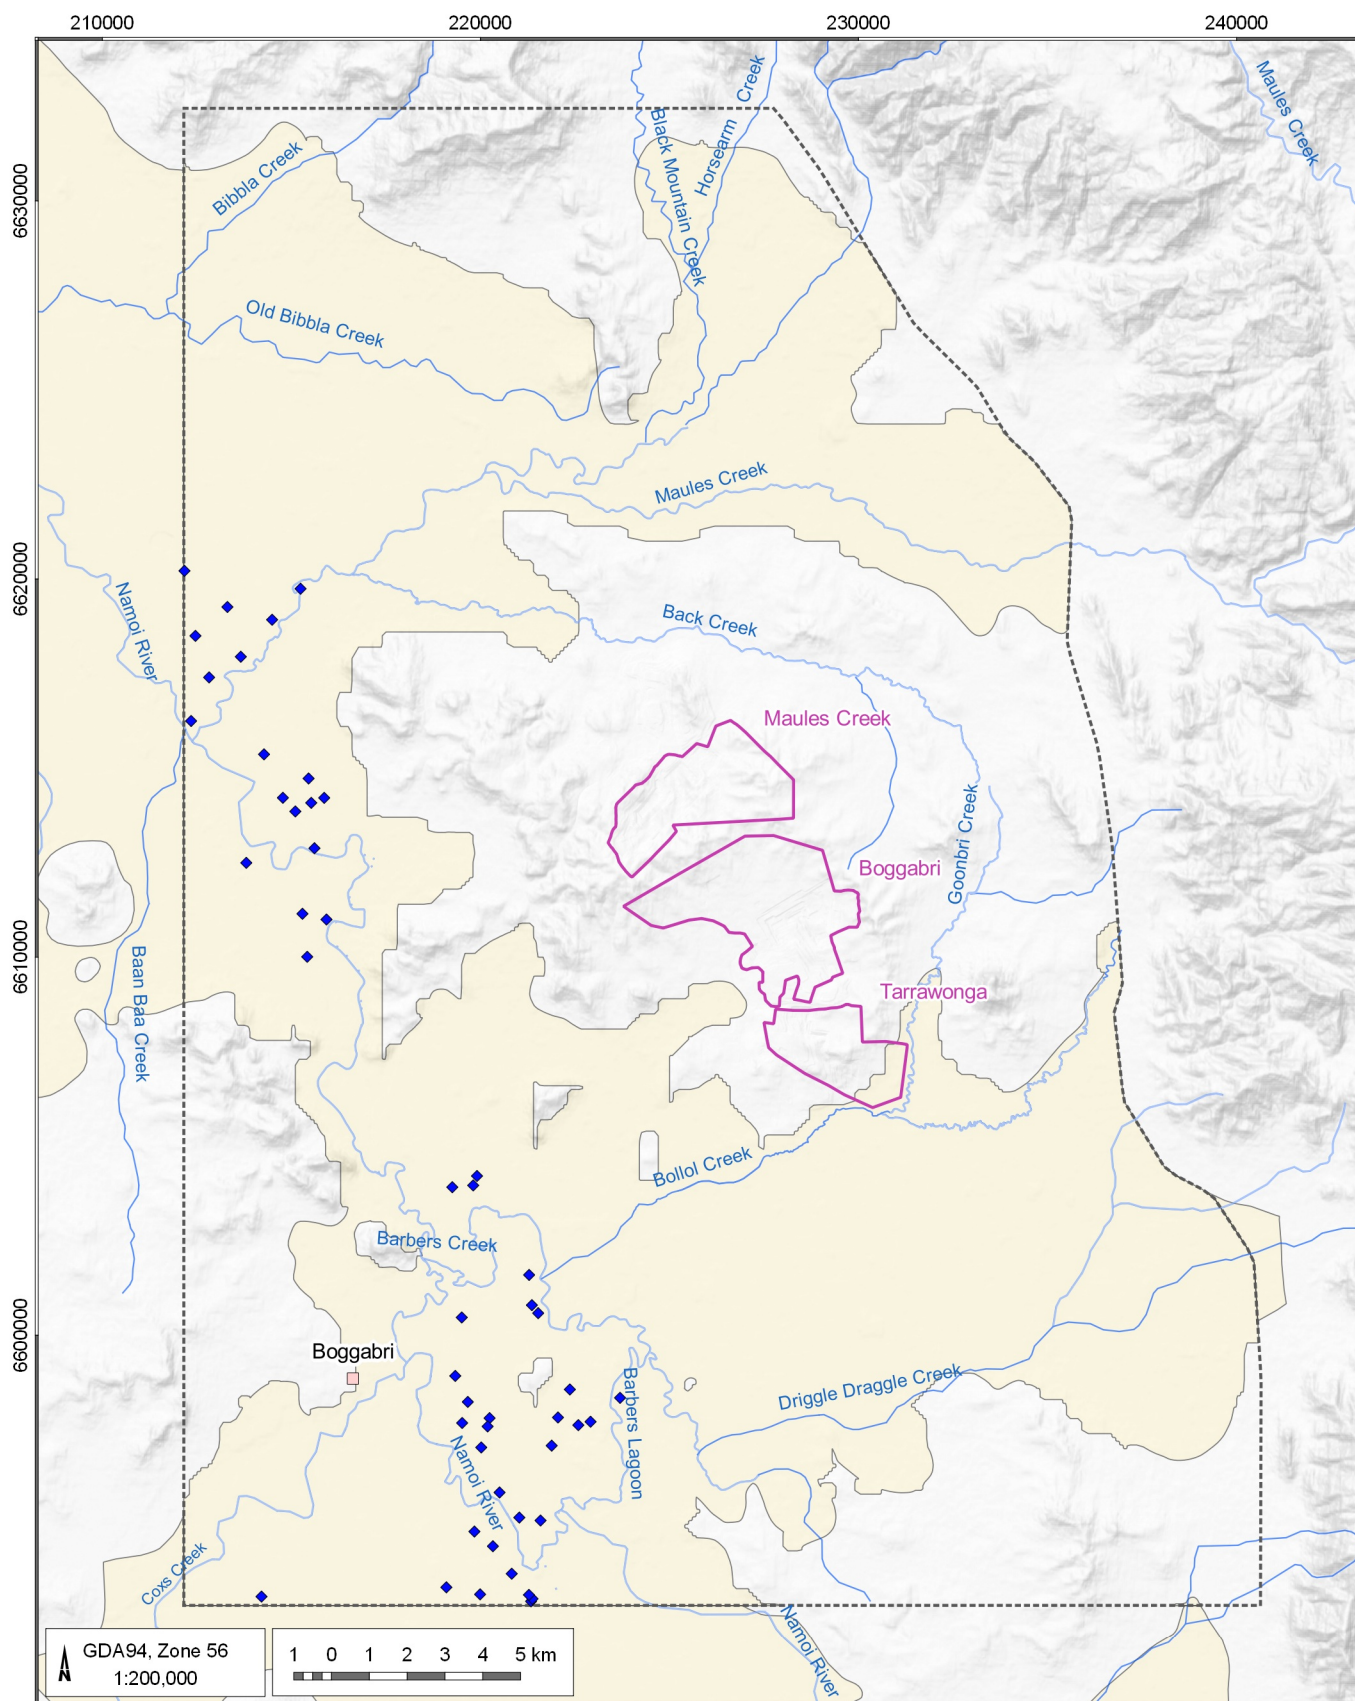 210000
220000
230000
240000
Maules Creek
Horsearm Creek
Black Mountain Creek
Bibbla Creek
6630000
Old Bibbla Creek
Maules Creek
6620000
Namoi River
Back Creek
Maules Creek
Goonbri Creek
Boggabri
6610000
Baan Baa Creek
Tarrawonga
Bollol Creek
Barbers Creek
6600000
Boggabri
Barbers Lagoon
Driggle Draggle Creek
Namoi River
Coxs Creek
Namoi River
N
GDA94, Zone 56
1:200,000
1 0 1 2 3 4 5 km